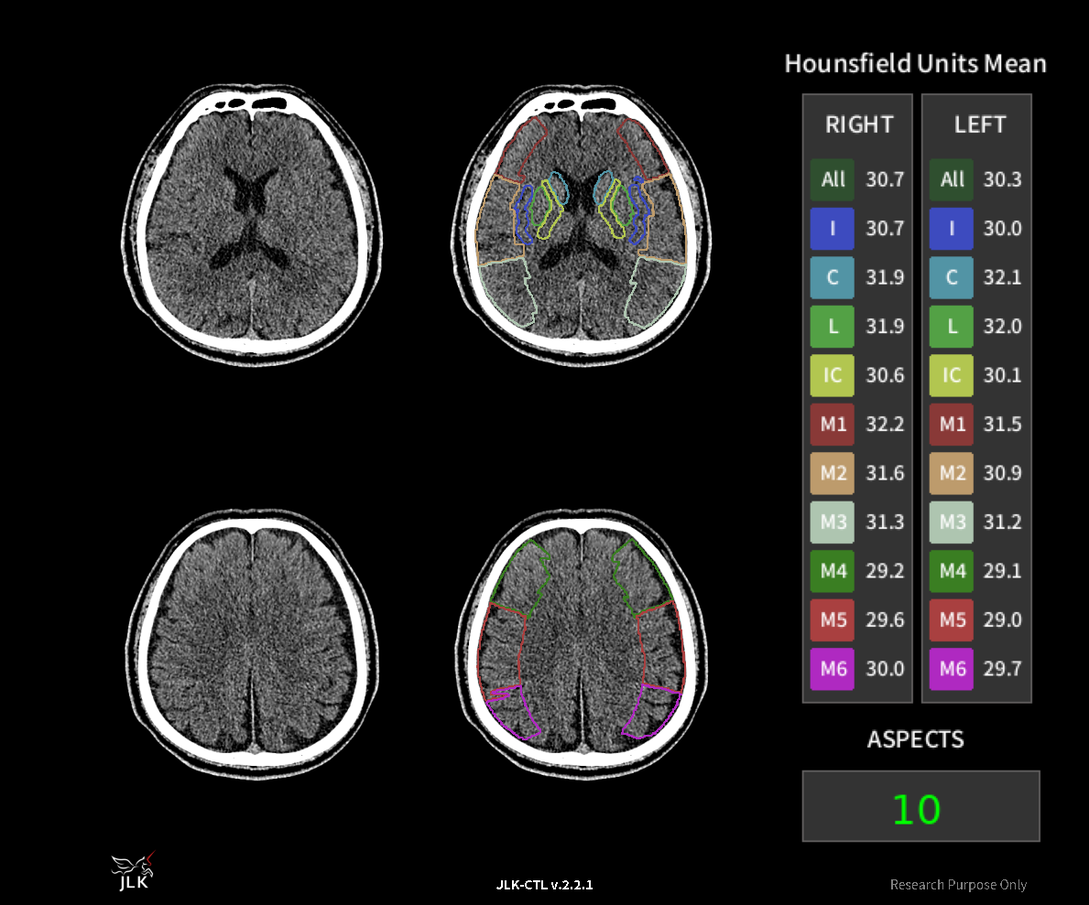 Hounsfield Units Mean
RIGHT LEFT
All 30.7 All 30.3
I 30.7 I 30.0
C 31.9 C 32.1
L 31.9 L 32.0
IC 30.6 IC 30.1
M1 32.2 M1 31.5
M2 31.6 M2 30.9
M3 31.3 M3 31.2
M4 29.2 M4 29.1
M5 29.6 M5 29.0
M6 30.0 M6 29.7
ASPECTS
10
JLK
JLK-CTL v.2.2.1
Research Purpose Only